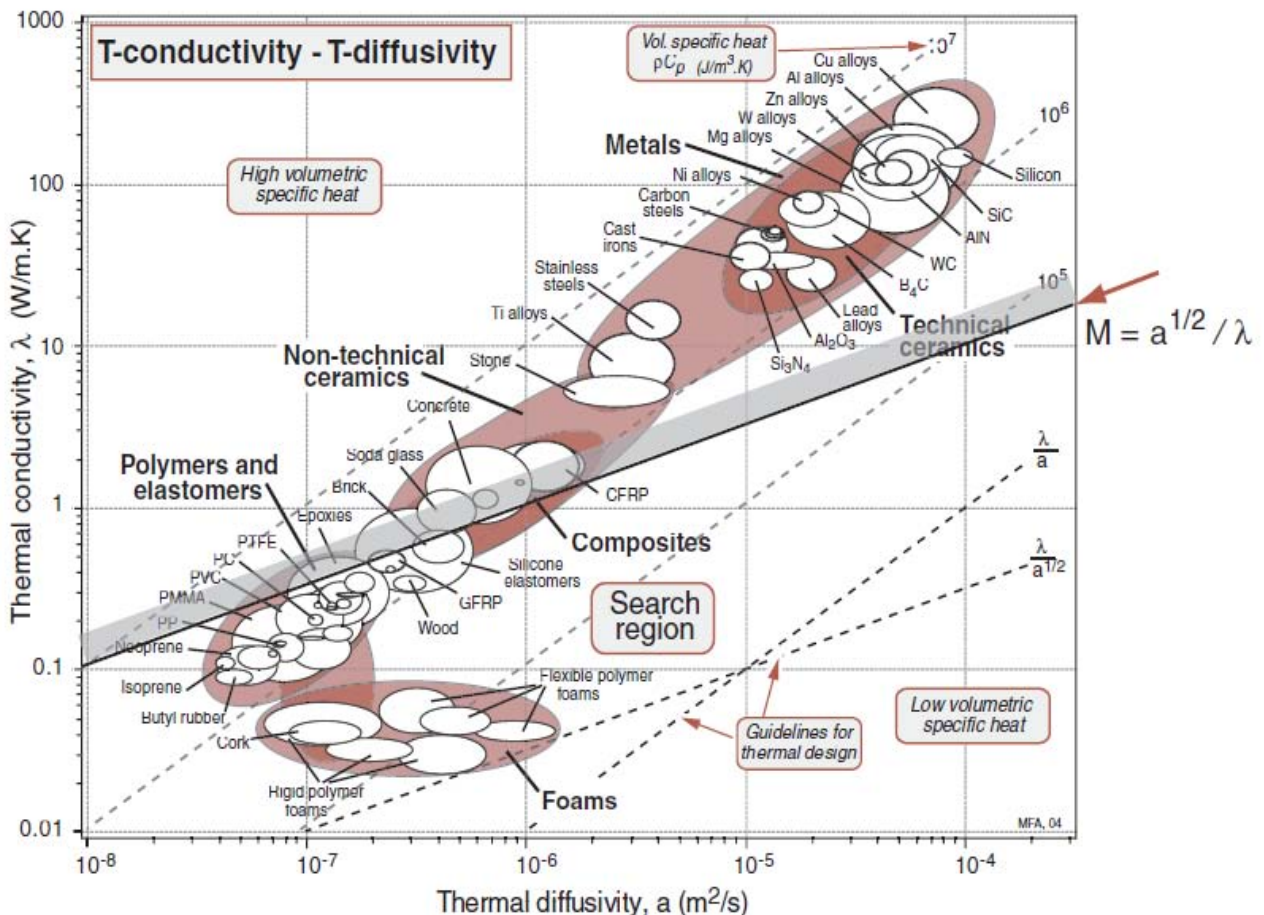 T-conductivity - T-diffusivity
Vol. specific heat
ρCp (J/m³.K)
10⁷
10⁶
10⁵
High volumetric
specific heat
Cu alloys
Al alloys
Zn alloys
W alloys
Mg alloys
Metals
Ni alloys
Carbon
steels
Cast
irons
Stainless
steels
Ti alloys
Silicon
SiC
AlN
WC
B₄C
Lead
alloys
Technical
ceramics
Al₂O₃
Si₃N₄
M = a^1/2 / λ
Non-technical
ceramics
Stone
Concrete
Soda glass
Brick
Polymers and
elastomers
Epoxies
PTFE
PC
PVC
PMMA
PP
Neoprene
Isoprene
Butyl rubber
CFRP
Composites
Silicone
elastomers
GFRP
Wood
Search
region
λ
a
λ
a^1/2
Flexible polymer
foams
Cork
Rigid polymer
foams
Foams
Guidelines for
thermal design
Low volumetric
specific heat
MFA, 04
Thermal conductivity, λ (W/m.K)
1000
100
10
1
0.1
0.01
10⁻⁸
10⁻⁷
10⁻⁶
10⁻⁵
10⁻⁴
Thermal diffusivity, a (m²/s)